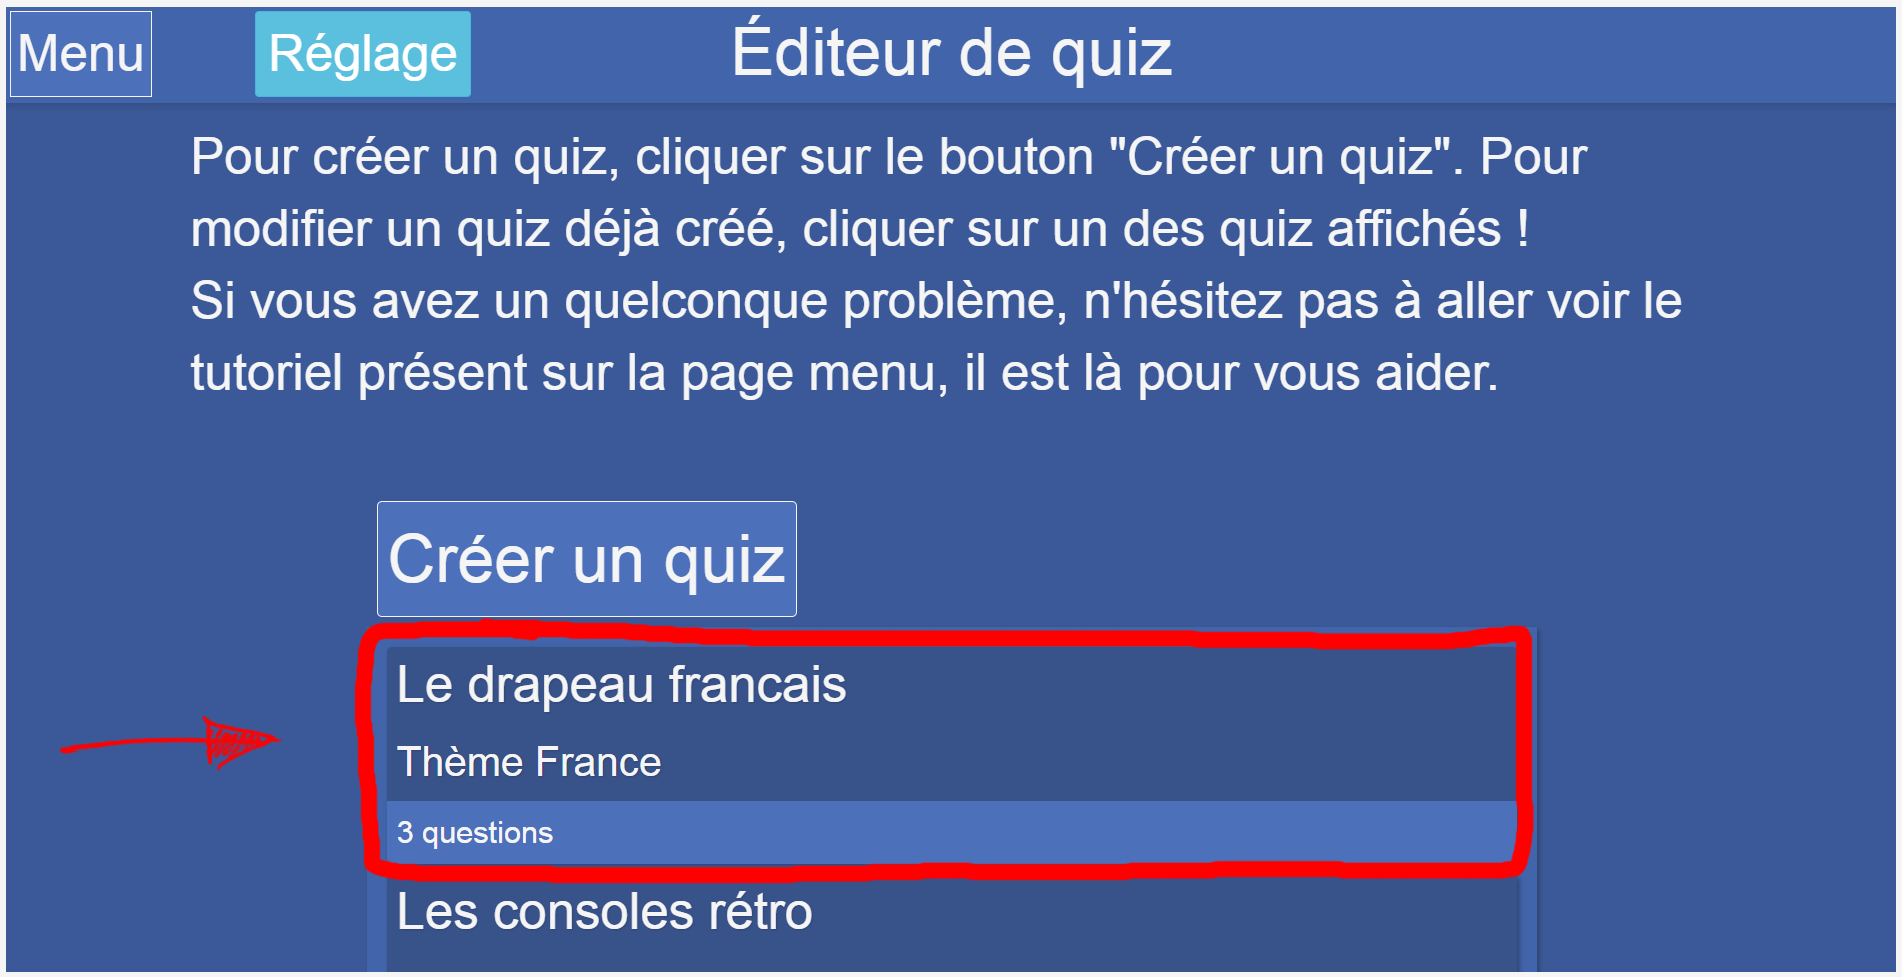 Menu
Réglage
Éditeur de quiz
Pour créer un quiz, cliquer sur le bouton "Créer un quiz". Pour
modifier un quiz déjà créé, cliquer sur un des quiz affichés !
Si vous avez un quelconque problème, n'hésitez pas à aller voir le
tutoriel présent sur la page menu, il est là pour vous aider.
Créer un quiz
Le drapeau francais
Thème France
3 questions
Les consoles rétro